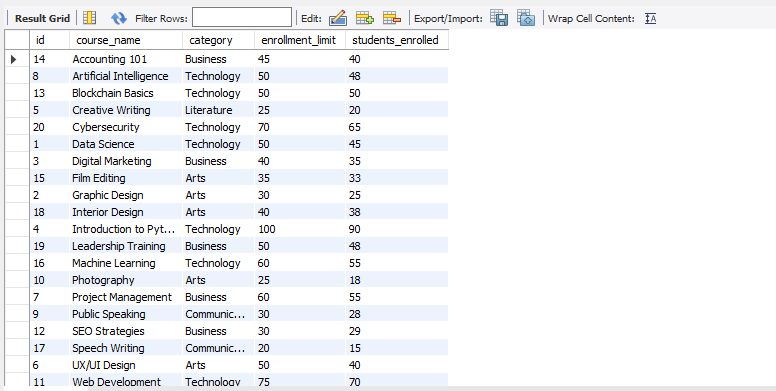 Result Grid Filter Rows: Edit: Export/Import: Wrap Cell Content: IA
id course_name category enrollment_limit students_enrolled
14 Accounting 101 Business 45 40
8 Artificial Intelligence Technology 50 48
13 Blockchain Basics Technology 50 50
5 Creative Writing Literature 25 20
20 Cybersecurity Technology 70 65
1 Data Science Technology 50 45
3 Digital Marketing Business 40 35
15 Film Editing Arts 35 33
2 Graphic Design Arts 30 25
18 Interior Design Arts 40 38
4 Introduction to Pyt... Technology 100 90
19 Leadership Training Business 50 48
16 Machine Learning Technology 60 55
10 Photography Arts 25 18
7 Project Management Business 60 55
9 Public Speaking Communic... 30 28
12 SEO Strategies Business 30 29
17 Speech Writing Communic... 20 15
6 UX/UI Design Arts 50 40
11 Web Development Technology 75 70